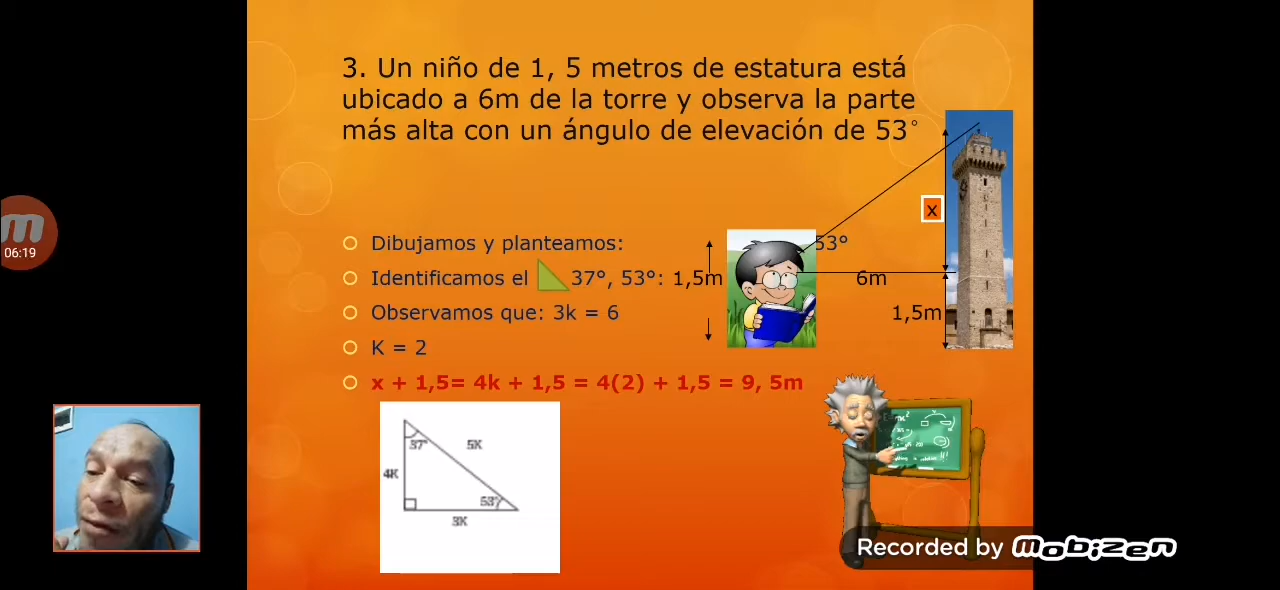 3. Un niño de 1, 5 metros de estatura está
ubicado a 6m de la torre y observa la parte
más alta con un ángulo de elevación de 53°
x
Dibujamos y planteamos:
53°
Identificamos el 37°, 53°:
1,5m
6m
Observamos que: 3k = 6
1,5m
K = 2
x + 1,5= 4k + 1,5 = 4(2) + 1,5 = 9, 5m
37°
5K
4K
53°
3K
06:19
Recorded by mobizen